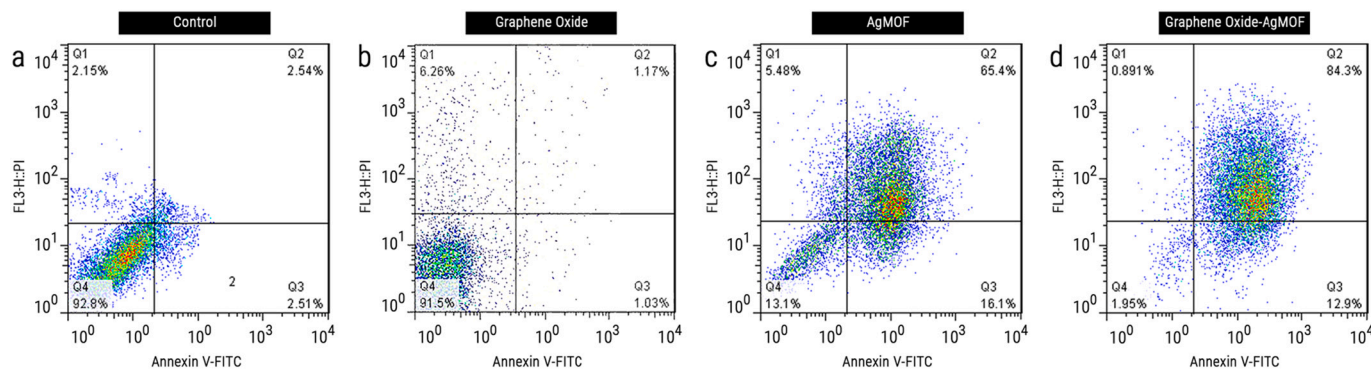 Control
a
Q1
2.15%
Q2
2.54%
Q4
92.8%
2
Q3
2.51%
10⁴
10³
10²
10¹
10⁰
FL3-H::PI
10⁰
10⁰
10¹
10³
10⁴
Annexin V-FITC
Graphene Oxide
b
Q1
6.26%
Q2
1.17%
Q4
91.5%
Q3
1.03%
10⁴
10³
10²
10¹
10⁰
FL3-H::PI
10⁰
10⁰
10¹
10³
10⁴
Annexin V-FITC
AgMOF
c
Q1
5.48%
Q2
65.4%
Q4
13.1%
Q3
16.1%
10⁴
10³
10²
10¹
10⁰
FL3-H::PI
10⁰
10⁰
10¹
10³
10⁴
Annexin V-FITC
Graphene Oxide-AgMOF
d
Q1
0.891%
Q2
84.3%
Q4
1.95%
Q3
12.9%
10⁴
10³
10²
10¹
10⁰
FL3-H::PI
10⁰
10⁰
10¹
10³
10⁴
Annexin V-FITC